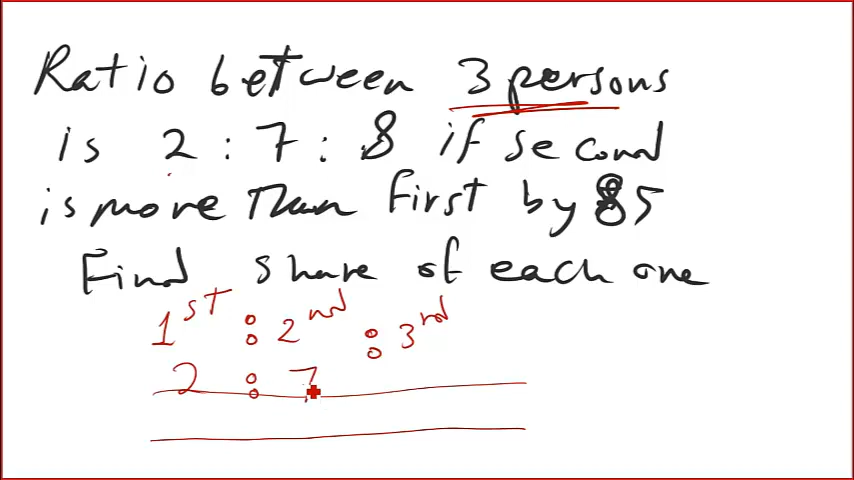 Ratio between 3 persons
is 2 : 7 : 8 if second
is more than first by 85
Find share of each one
1st : 2nd : 3rd
2 : 7